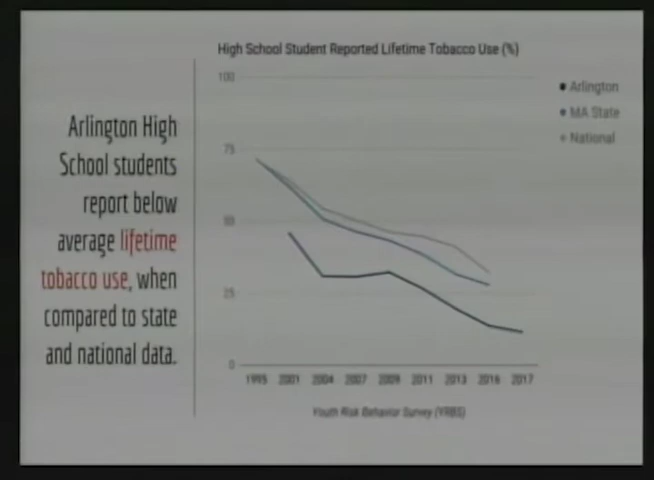 High School Student Reported Lifetime Tobacco Use (%)
Arlington High
School students
report below
average lifetime
tobacco use, when
compared to state
and national data.
100
75
50
25
0
1995 2001 2004 2007 2009 2011 2013 2017
Youth Risk Behavior Survey (YRBS)
Arlington
MA State
National